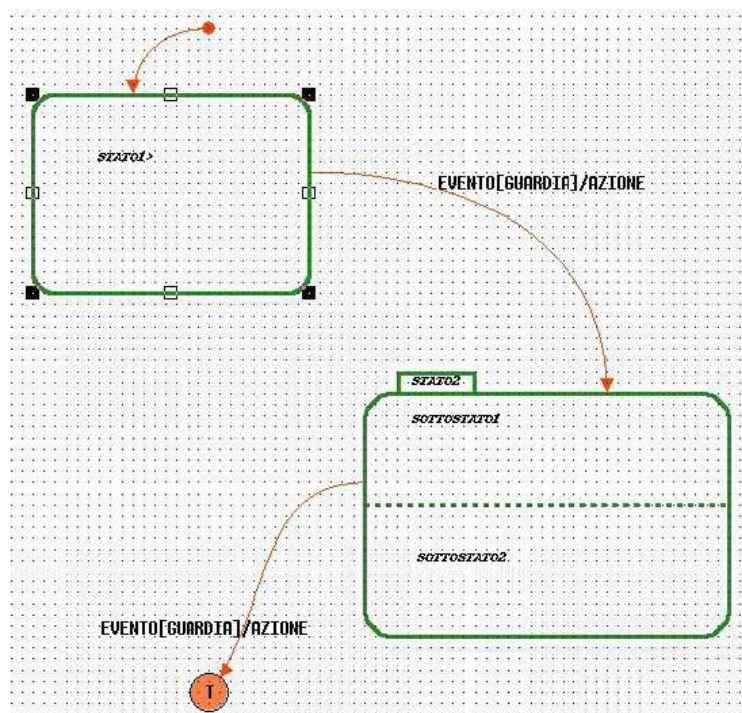 STATO1>
EVENTO[GUARDIA]/AZIONE
STATO2
SOTTOSTATO1
SOTTOSTATO2
EVENTO[GUARDIA]/AZIONE
T